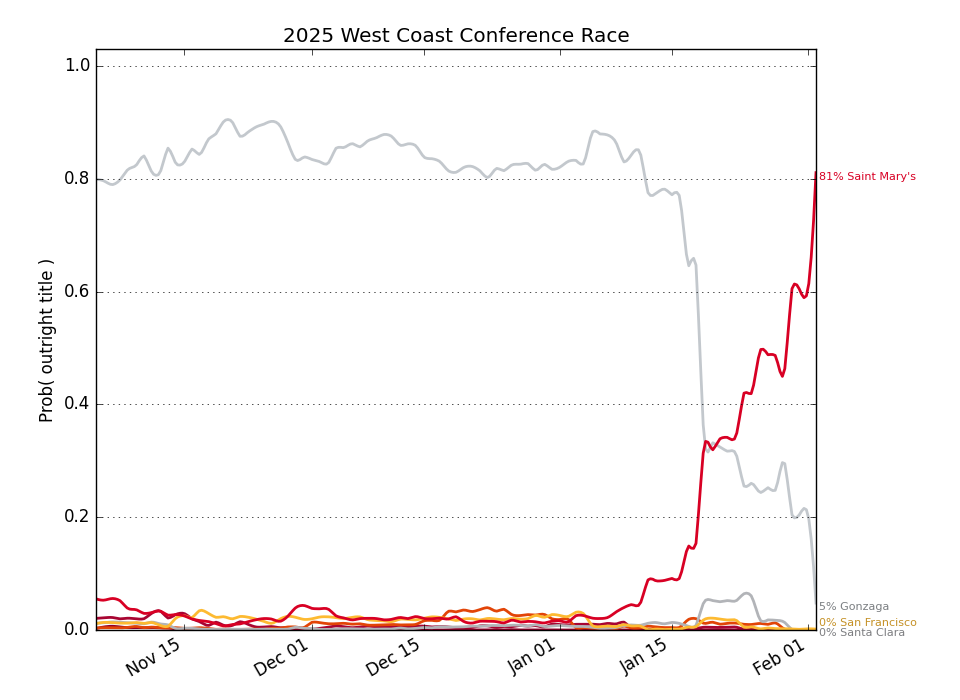 2025 West Coast Conference Race
Prob( outright title )
1.0
0.8
0.6
0.4
0.2
0.0
81% Saint Mary's
5% Gonzaga
0% San Francisco
0% Santa Clara
Nov 15
Dec 01
Dec 15
Jan 01
Jan 15
Feb 01